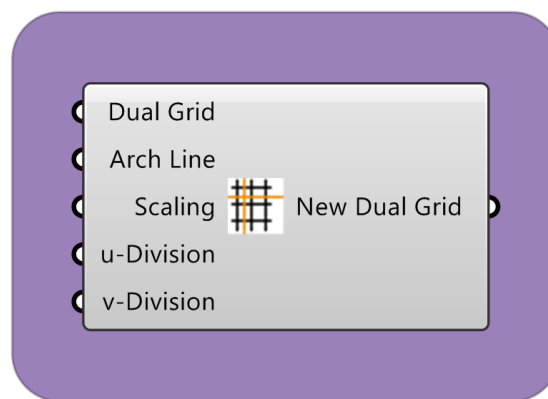 Dual Grid
Arch Line
Scaling
New Dual Grid
u-Division
v-Division